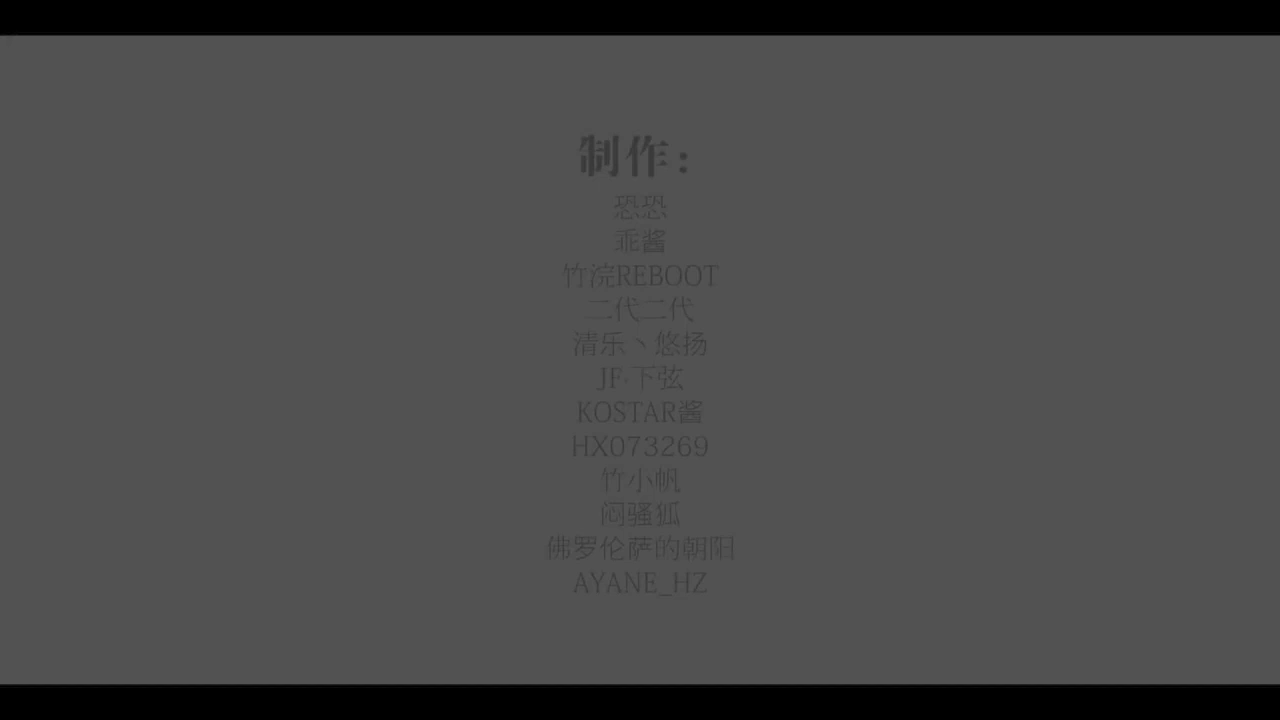 制作：
恐恐
乖酱
竹浣REBOOT
二代二代
清乐丶悠扬
JF·下弦
KOSTAR酱
HX073269
竹小帆
闷骚狐
佛罗伦萨的朝阳
AYANE_HZ